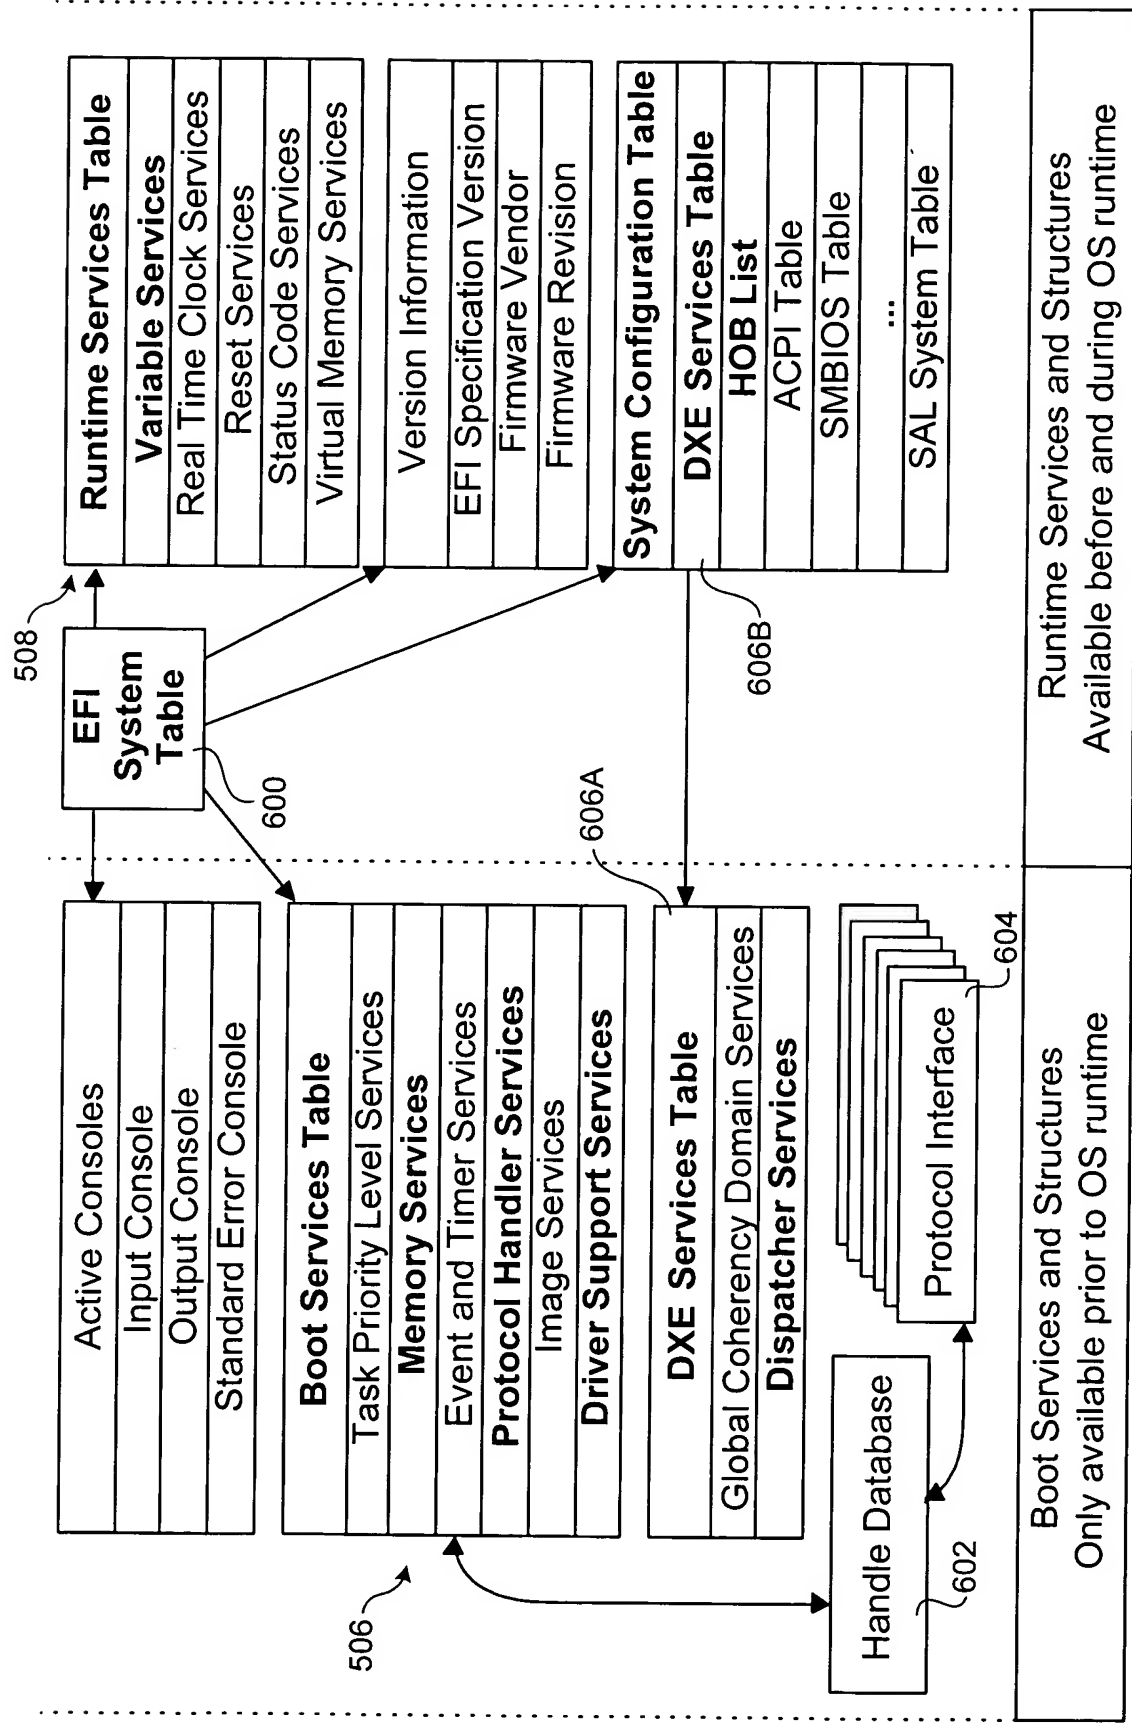 Active Consoles
Input Console
Output Console
Standard Error Console
EFI
System
Table
600
508
Runtime Services Table
Variable Services
Real Time Clock Services
Reset Services
Status Code Services
Virtual Memory Services
506
Boot Services Table
Task Priority Level Services
Memory Services
Event and Timer Services
Protocol Handler Services
Image Services
Driver Support Services
Version Information
EFI Specification Version
Firmware Vendor
Firmware Revision
606A
DXE Services Table
Global Coherency Domain Services
Dispatcher Services
System Configuration Table
DXE Services Table
HOB List
ACPI Table
SMBIOS Table
...
SAL System Table
606B
Handle Database
602
Protocol Interface
604
Boot Services and Structures
Only available prior to OS runtime
Runtime Services and Structures
Available before and during OS runtime